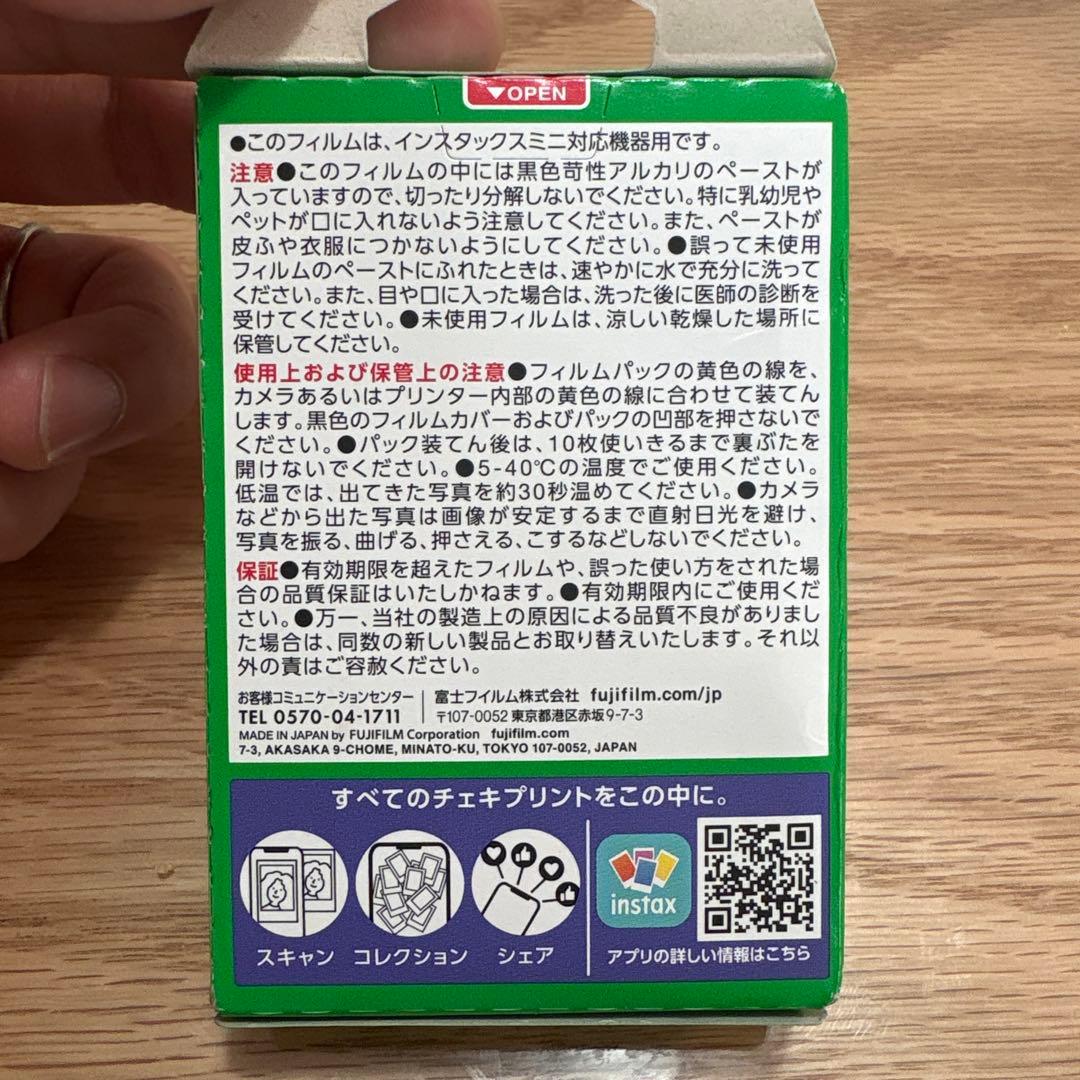 ▼OPEN
●このフィルムは、インスタックスミニ対応機器用です。
注意●このフィルムの中には黒色苛性アルカリのペーストが
入っていますので、切ったり分解しないでください。特に乳幼児や
ペットが口に入れないよう注意してください。また、ペーストが
皮ふや衣服につかないようにしてください。●誤って未使用
フィルムのペーストにふれたときは、速やかに水で充分に洗って
ください。また、目や口に入った場合は、洗った後に医師の診断を
受けてください。●未使用フィルムは、涼しい乾燥した場所に
保管してください。
使用上および保管上の注意●フィルムパックの黄色の線を、
カメラあるいはプリンター内部の黄色の線に合わせて装てん
します。黒色のフィルムカバーおよびパックの凹部を押さないで
ください。●パック装てん後は、10枚使いきるまで裏ぶたを
開けないでください。●5-40℃の温度でご使用ください。
低温では、出てきた写真を約30秒温めてください。●カメラ
などから出た写真は画像が安定するまで直射日光を避け、
写真を振る、曲げる、押さえる、こするなどしないでください。
保証●有効期限を超えたフィルムや、誤った使い方をされた場
合の品質保証はいたしかねます。●有効期限内にご使用くだ
さい。●万一、当社の製造上の原因による品質不良がありまし
た場合は、同数の新しい製品とお取り替えいたします。それ以
外の責はご容赦ください。
お客様コミュニケーションセンター
TEL 0570-04-1711
富士フイルム株式会社 fujifilm.com/jp
〒107-0052 東京都港区赤坂9-7-3
MADE IN JAPAN by FUJIFILM Corporation fujifilm.com
7-3, AKASAKA 9-CHOME, MINATO-KU, TOKYO 107-0052, JAPAN
すべてのチェキプリントをこの中に。
スキャン コレクション シェア
instax
アプリの詳しい情報はこちら